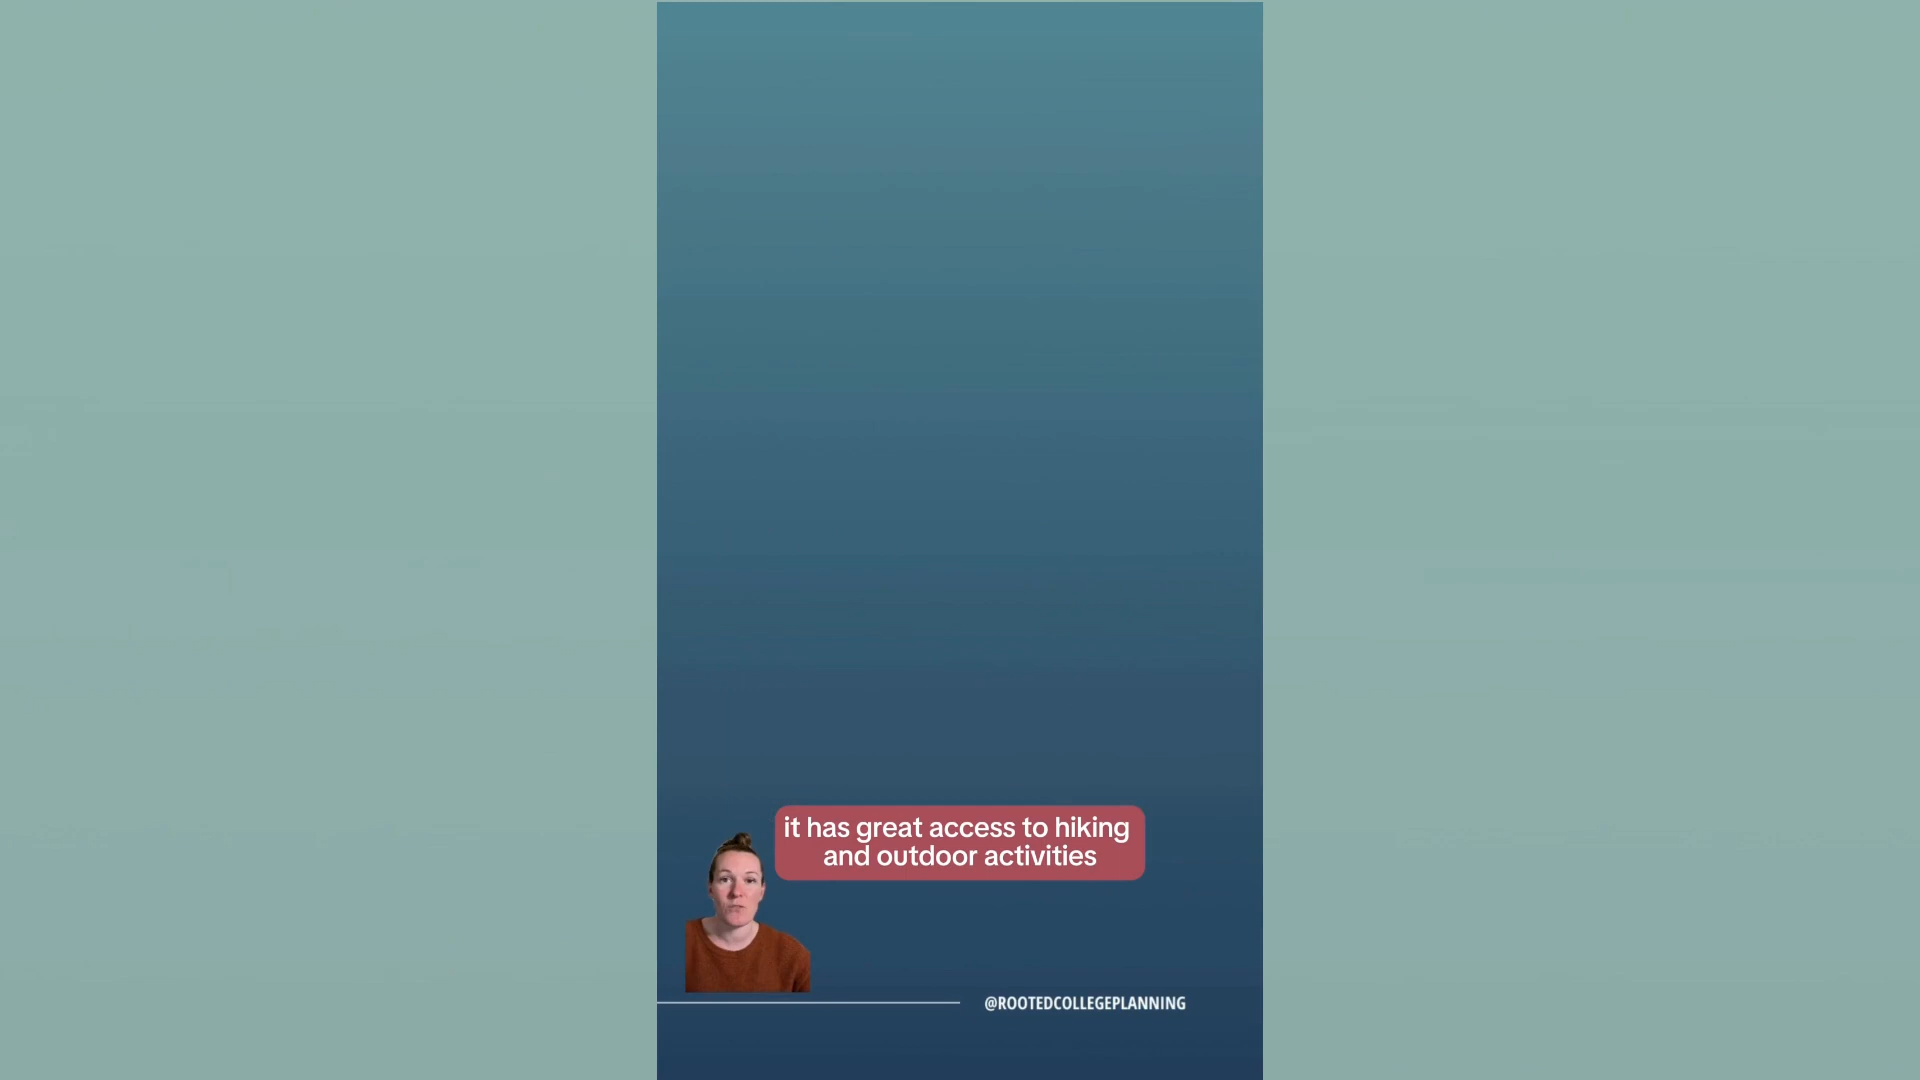 it has great access to hiking
and outdoor activities
@ROOTEDCOLLEGEPLANNING